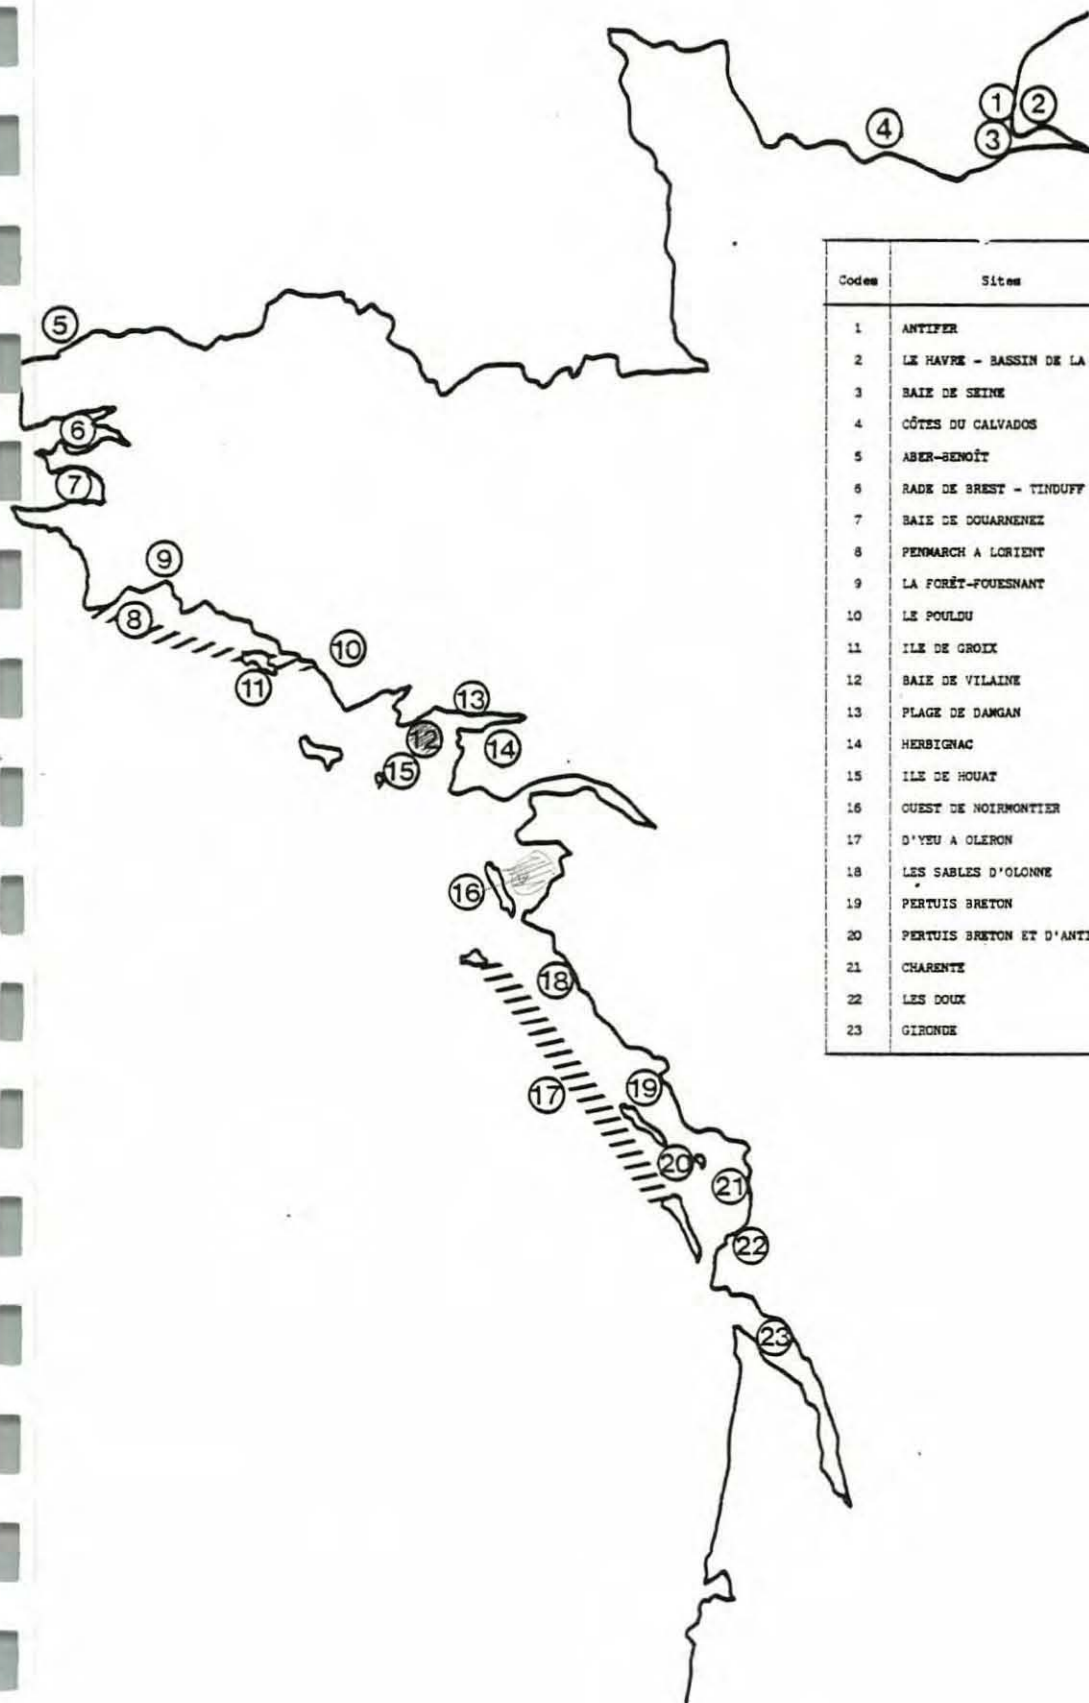 1
2
3
4
5
6
7
8
9
10
11
12
13
14
15
16
17
18
19
20
21
22
23
Codes Sites
1 ANTIFER
2 LE HAVRE - BASSIN DE LA
3 BAIE DE SEINE
4 CÔTES DU CALVADOS
5 ABER-BENOÎT
6 RADE DE BREST - TINDUFF
7 BAIE DE DOUARNENEZ
8 PENMARCH A LORIENT
9 LA FORÊT-FOUESNANT
10 LE POULDU
11 ILE DE GROIX
12 BAIE DE VILAINE
13 PLAGE DE DAMGAN
14 HERBIGNAC
15 ILE DE HOUAT
16 OUEST DE NOIRMONTIER
17 D'YEU A OLERON
18 LES SABLES D'OLONNE
19 PERTUIS BRETON
20 PERTUIS BRETON ET D'ANTI
21 CHARENTE
22 LES DOUX
23 GIRONDE